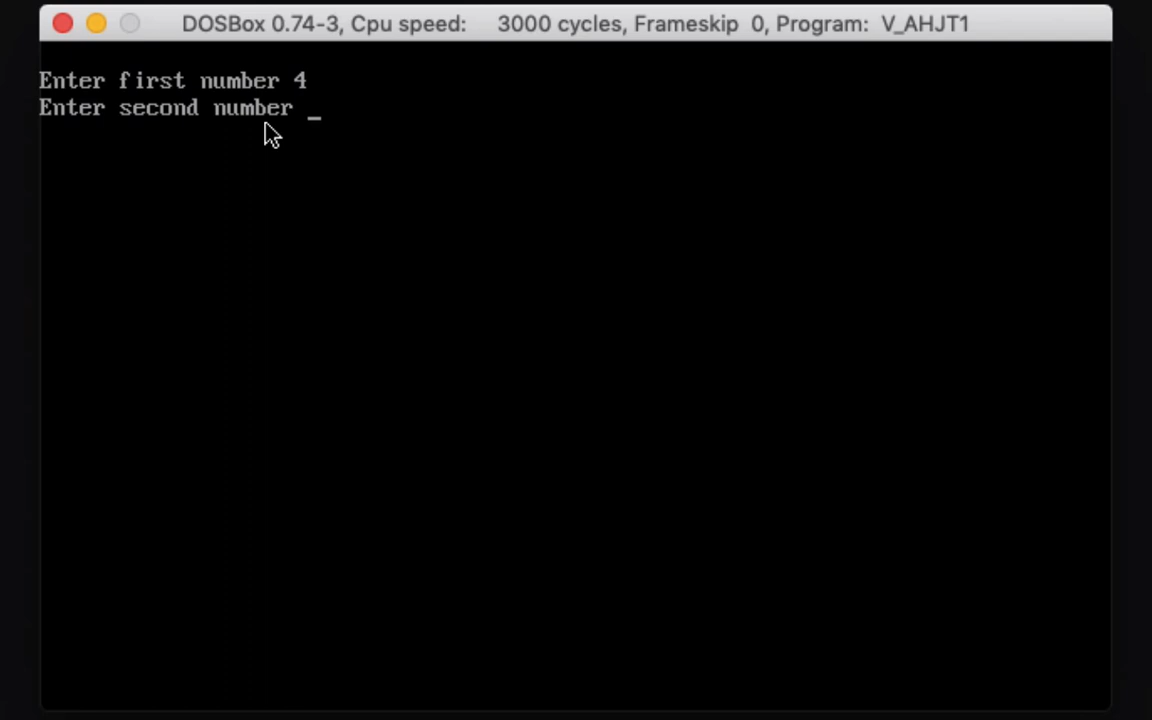 DOSBox 0.74-3, Cpu speed: 3000 cycles, Frameskip 0, Program: V_AHJT1
Enter first number 4
Enter second number _